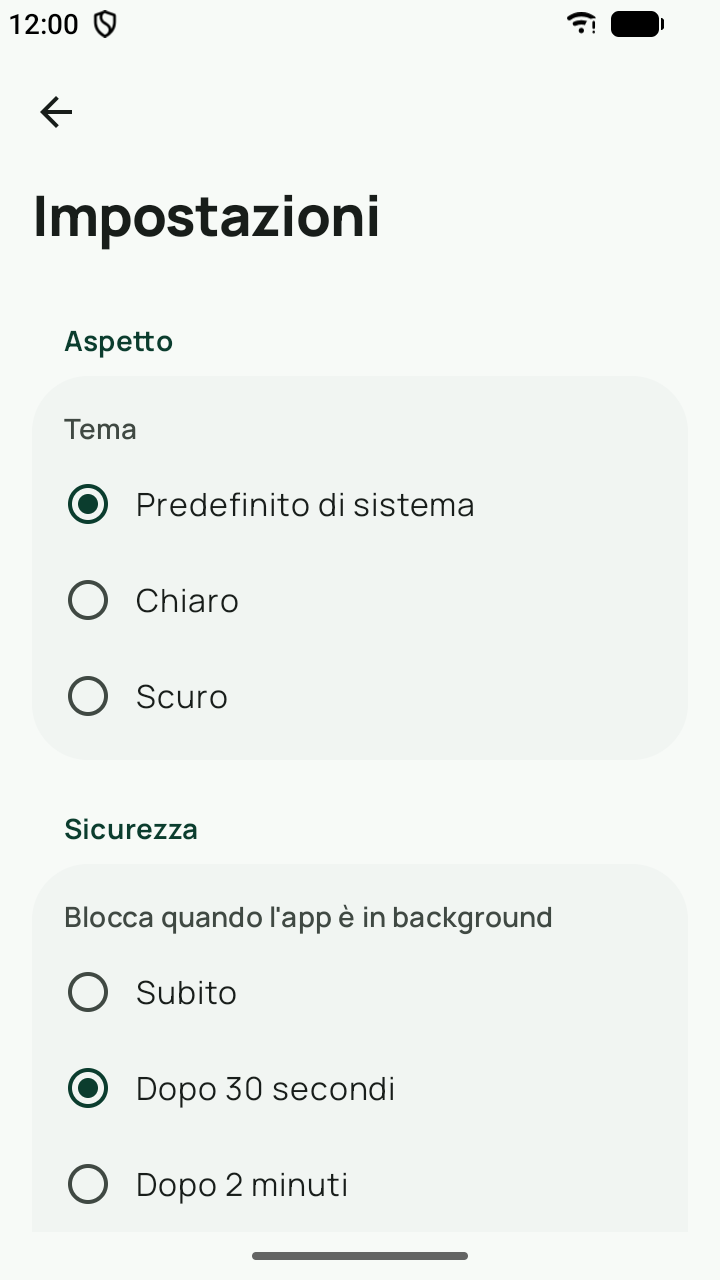 12:00
Impostazioni
Aspetto
Tema
Predefinito di sistema
Chiaro
Scuro
Sicurezza
Blocca quando l'app è in background
Subito
Dopo 30 secondi
Dopo 2 minuti